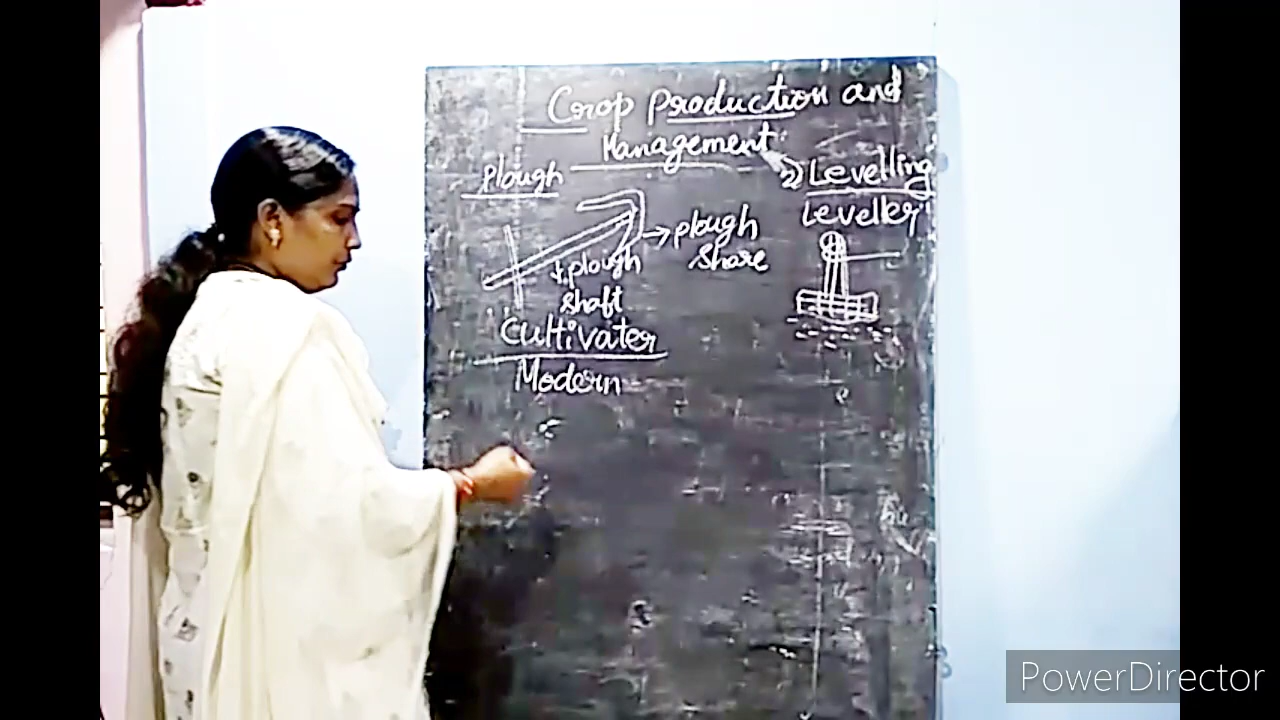 Crop Production and
Management
Plough
2) Levelling
Leveller
→ plough
share
↓ plough
shaft
Cultivater
Modern
PowerDirector